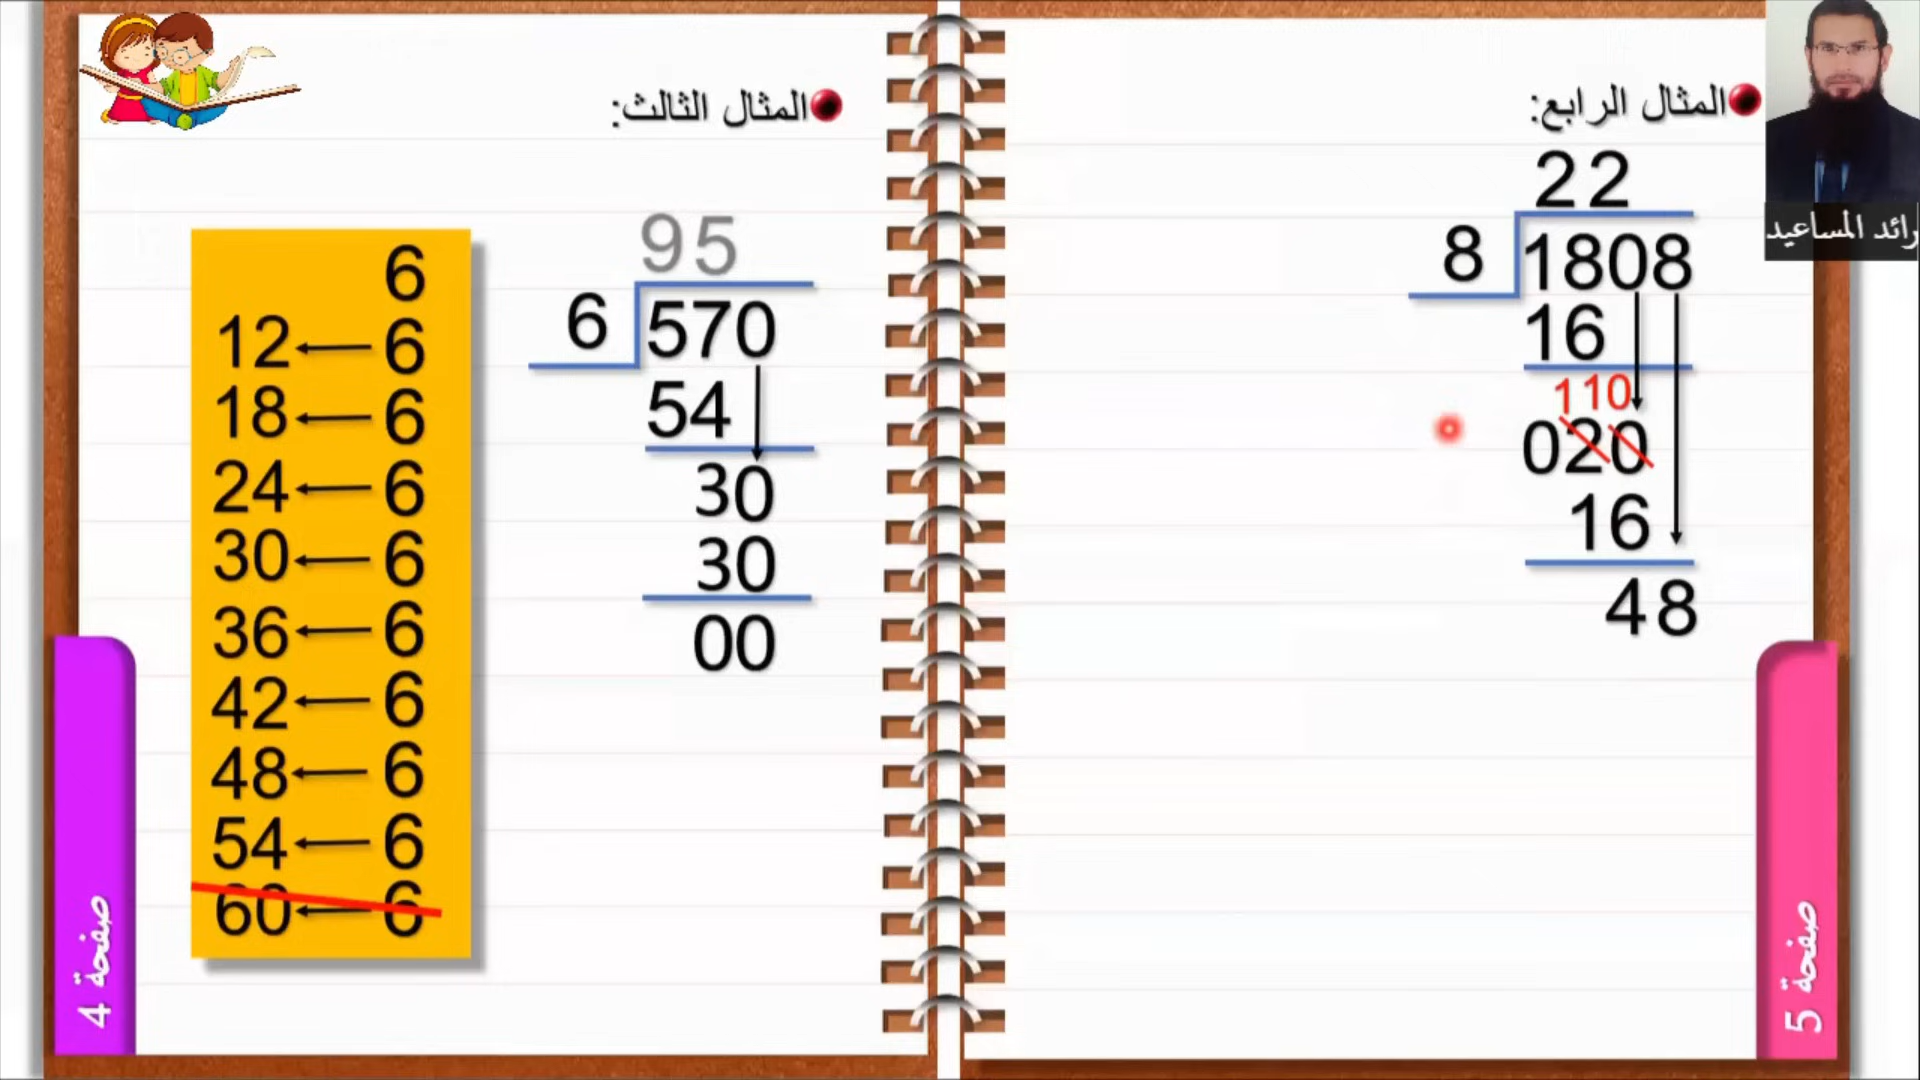 المثال الرابع:
22
8 1808
16
110
020
16
48
صفحة 5
رائد المساعيد
المثال الثالث:
95
6 570
54
30
30
00
6
12 ← 6
18 ← 6
24 ← 6
30 ← 6
36 ← 6
42 ← 6
48 ← 6
54 ← 6
60 ← 6
صفحة 4